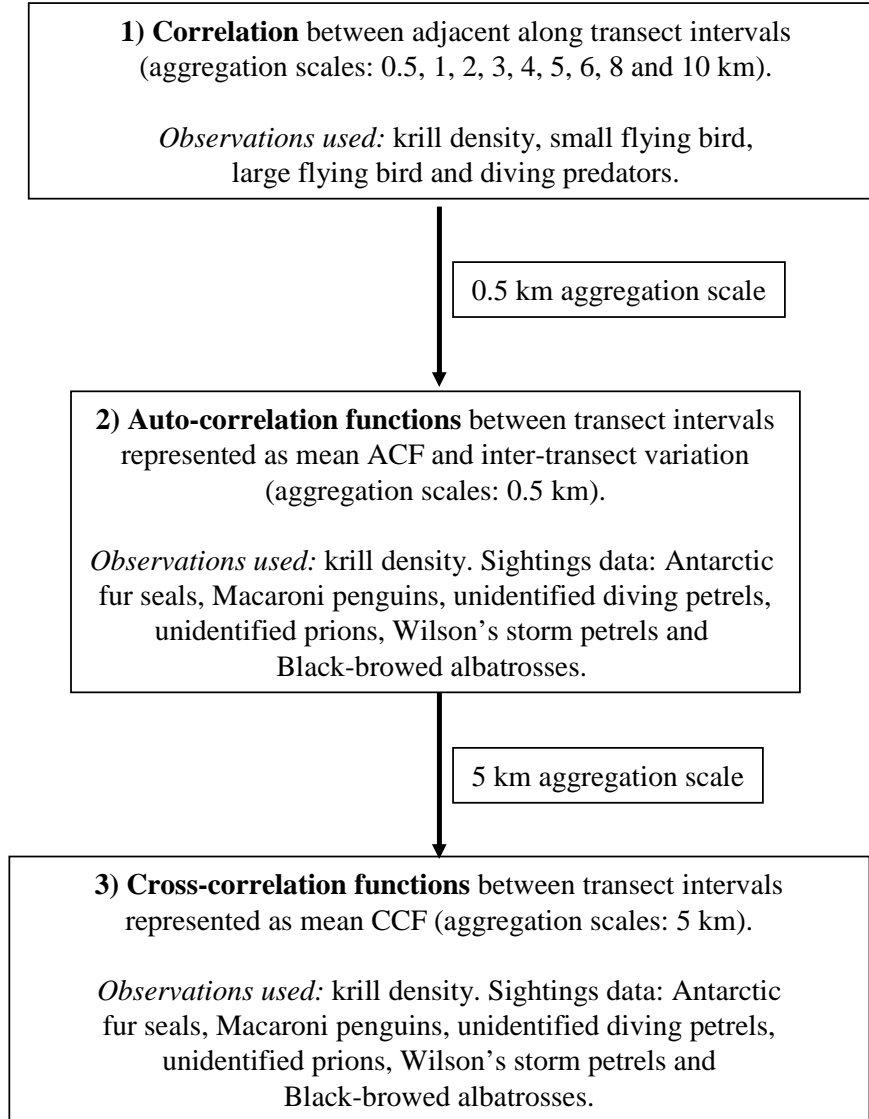 1) Correlation between adjacent along transect intervals
(aggregation scales: 0.5, 1, 2, 3, 4, 5, 6, 8 and 10 km).
Observations used: krill density, small flying bird,
large flying bird and diving predators.
0.5 km aggregation scale
2) Auto-correlation functions between transect intervals
represented as mean ACF and inter-transect variation
(aggregation scales: 0.5 km).
Observations used: krill density. Sightings data: Antarctic
fur seals, Macaroni penguins, unidentified diving petrels,
unidentified prions, Wilson’s storm petrels and
Black-browed albatrosses.
5 km aggregation scale
3) Cross-correlation functions between transect intervals
represented as mean CCF (aggregation scales: 5 km).
Observations used: krill density. Sightings data: Antarctic
fur seals, Macaroni penguins, unidentified diving petrels,
unidentified prions, Wilson’s storm petrels and
Black-browed albatrosses.